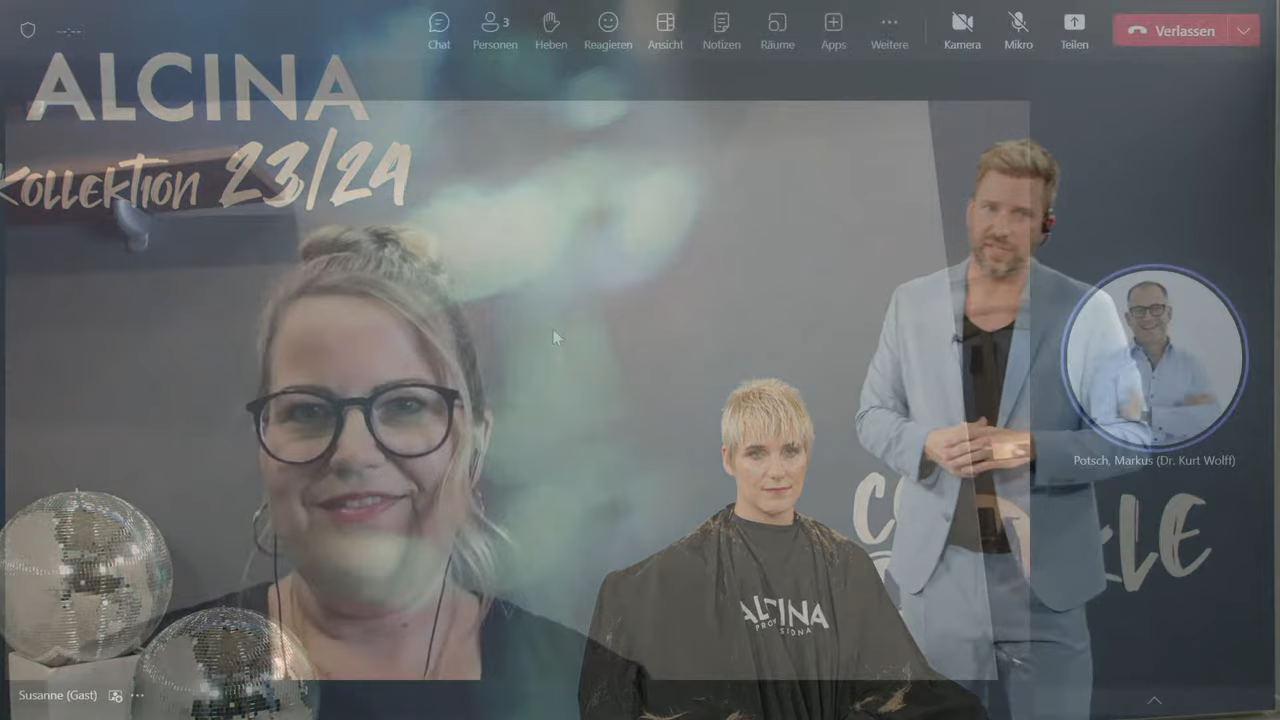 Chat
Personen
3
Heben
Reagieren
Ansicht
Notizen
Räume
Apps
Weitere
Kamera
Mikro
Teilen
Verlassen
--:--
ALCINA
KOLLEKTION 23/24
Potsch, Markus (Dr. Kurt Wolff)
ALCINA
Susanne (Gast)